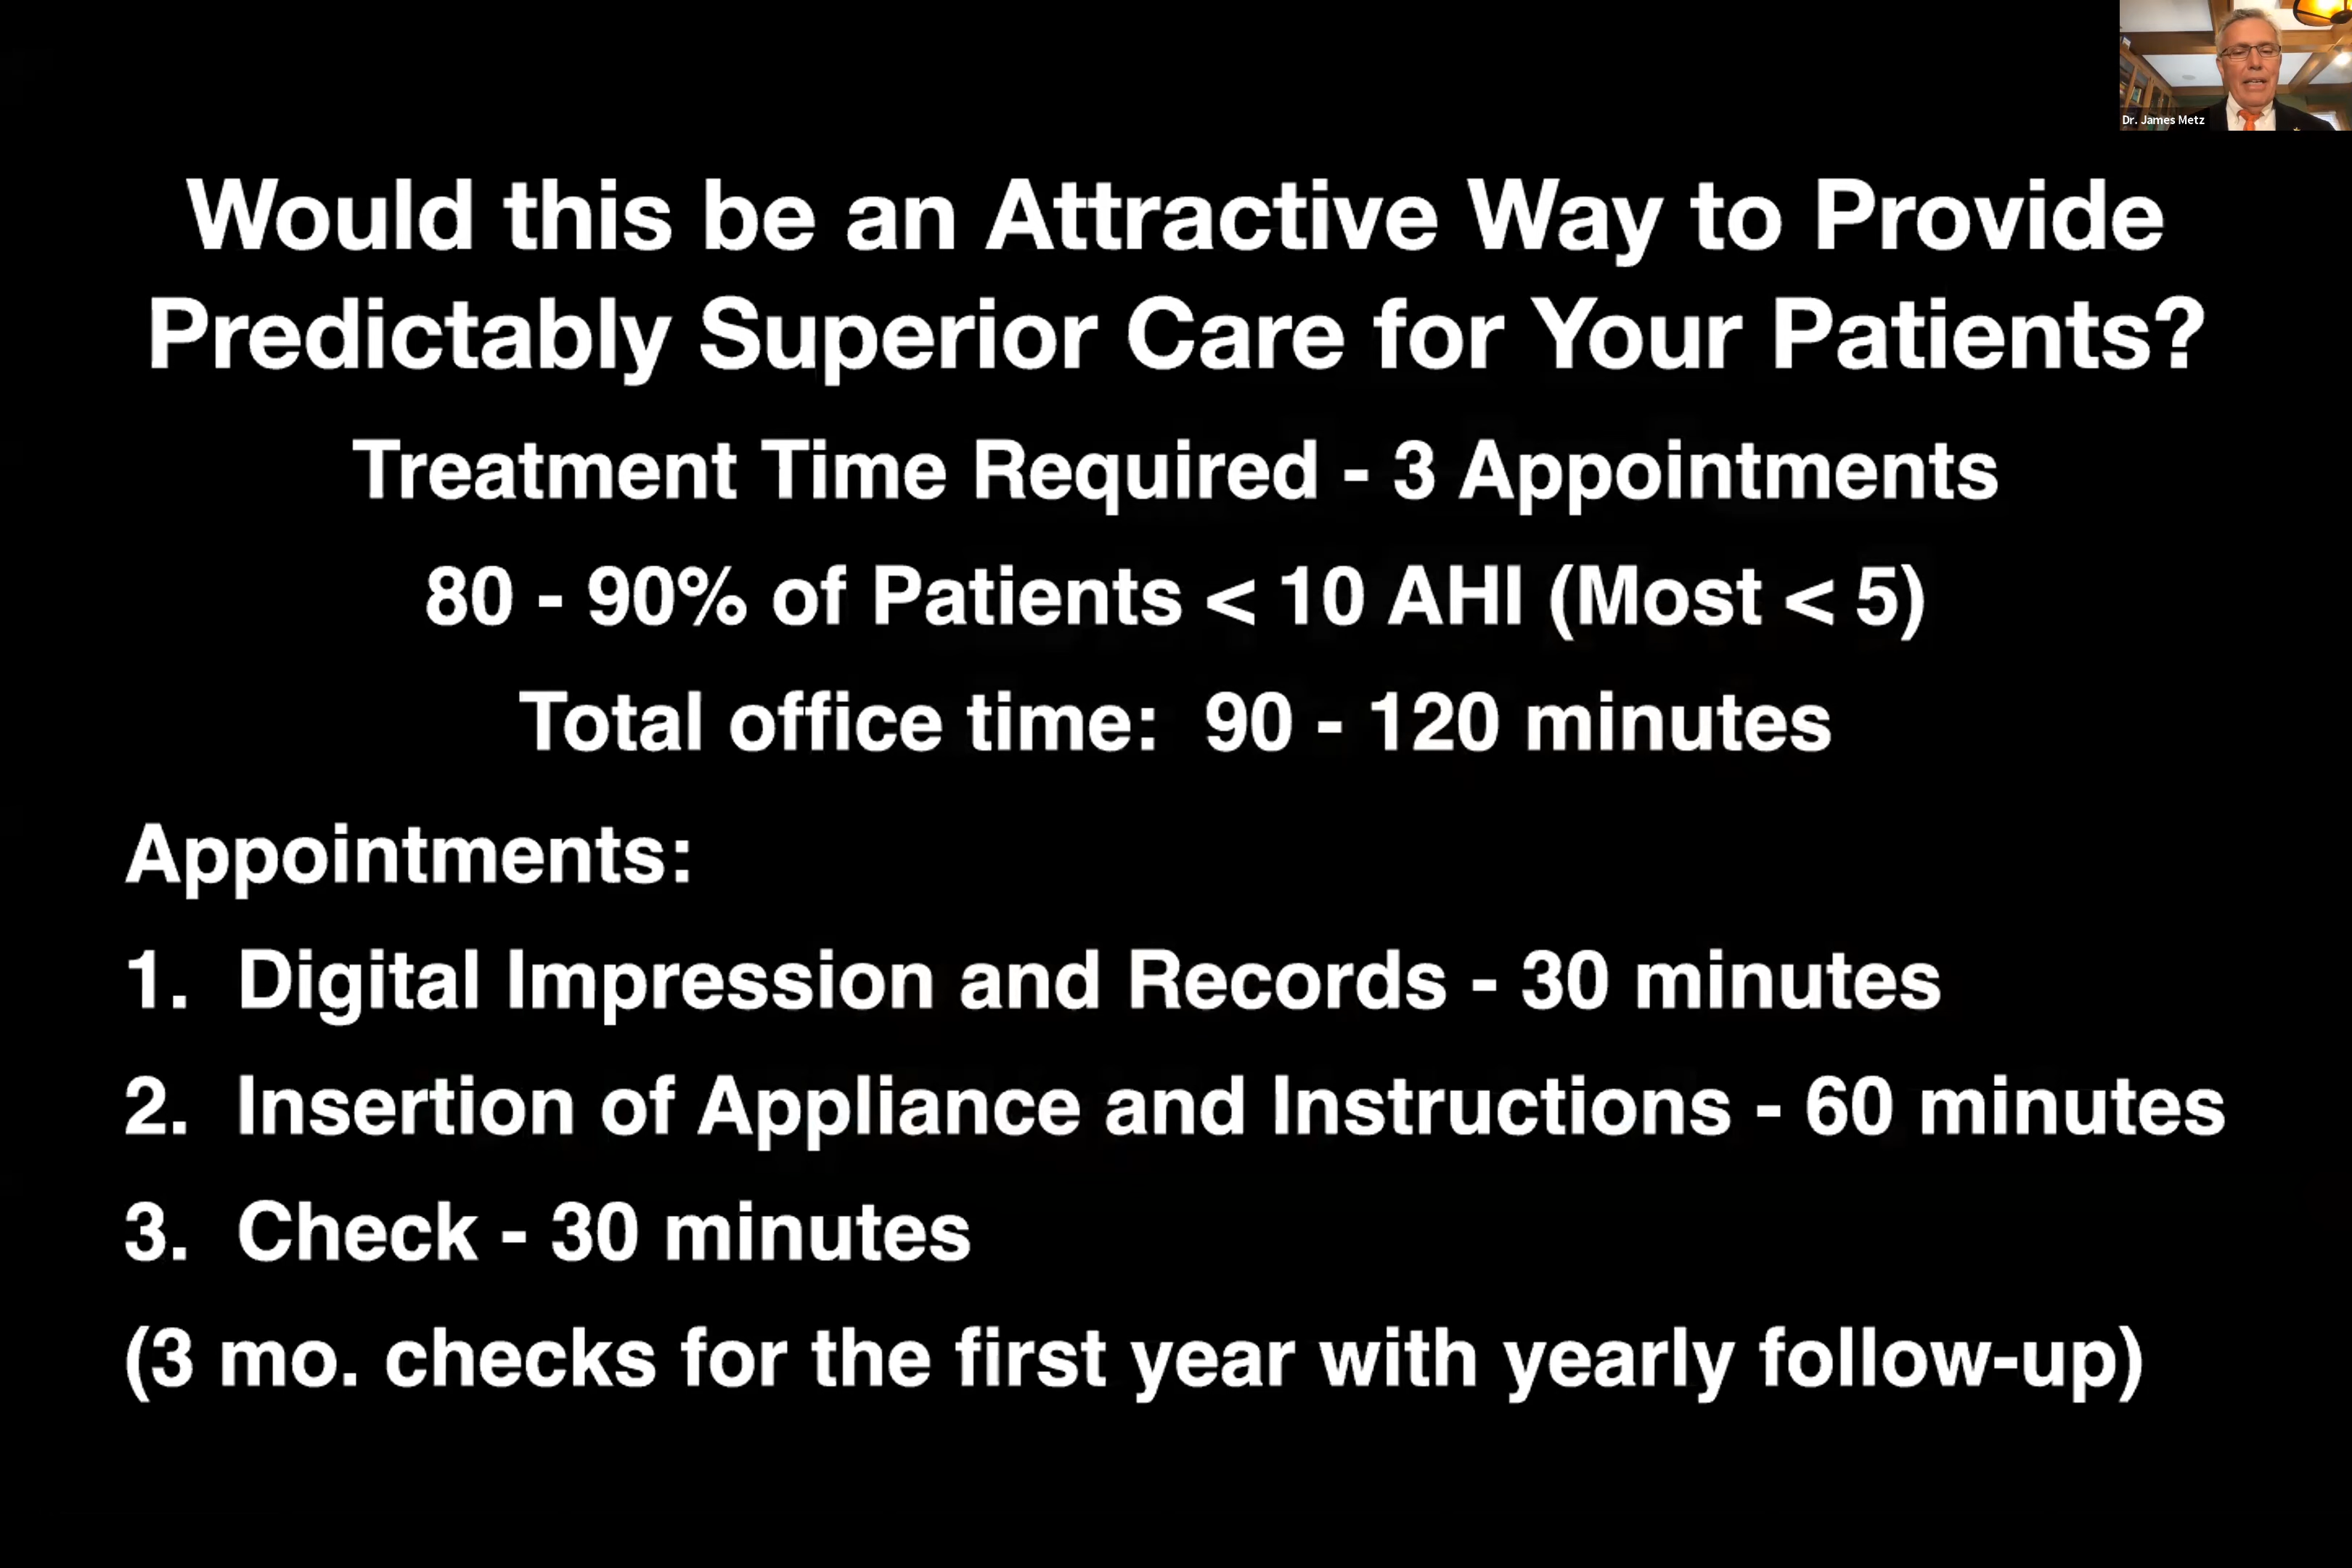 Dr. James Metz
Would this be an Attractive Way to Provide
Predictably Superior Care for Your Patients?
Treatment Time Required - 3 Appointments
80 - 90% of Patients < 10 AHI (Most < 5)
Total office time: 90 - 120 minutes
Appointments:
1. Digital Impression and Records - 30 minutes
2. Insertion of Appliance and Instructions - 60 minutes
3. Check - 30 minutes
(3 mo. checks for the first year with yearly follow-up)